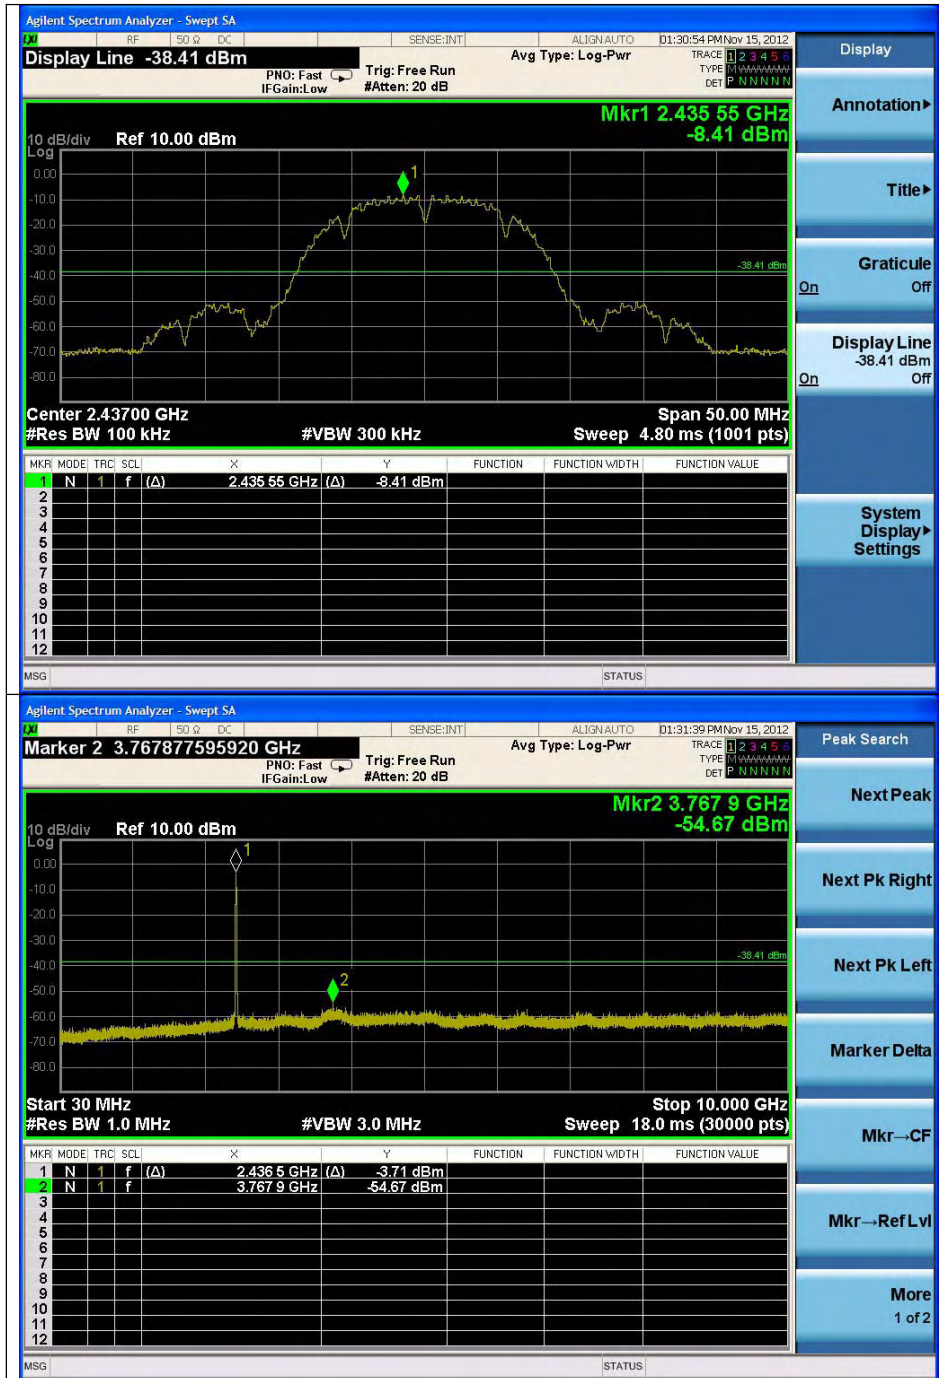 Agilent Spectrum Analyzer - Swept SA
LXI RF 50 Ω DC SENSE:INT ALIGN AUTO 01:30:54 PM Nov 15, 2012
Display Line -38.41 dBm
PNO: Fast
IFGain:Low
Trig: Free Run
#Atten: 20 dB
Avg Type: Log-Pwr
TRACE 1 2 3 4 5 6
TYPE M WWWWW
DET P N N N N N
Mkr1 2.435 55 GHz
-8.41 dBm
10 dB/div Ref 10.00 dBm
Log
0.00
-10.0
-20.0
-30.0
-40.0
-50.0
-60.0
-70.0
-80.0
1
-38.41 dBm
Center 2.43700 GHz Span 50.00 MHz
#Res BW 100 kHz #VBW 300 kHz Sweep 4.80 ms (1001 pts)
MKR MODE TRC SCL X Y FUNCTION FUNCTION WIDTH FUNCTION VALUE
1 N 1 f (Δ) 2.435 55 GHz (Δ) -8.41 dBm
2
3
4
5
6
7
8
9
10
11
12
MSG STATUS
Display
Annotation
Title
Graticule
On Off
Display Line
-38.41 dBm
On Off
System
Display
Settings
Agilent Spectrum Analyzer - Swept SA
LXI RF 50 Ω DC SENSE:INT ALIGN AUTO 01:31:39 PM Nov 15, 2012
Marker 2 3.767877595920 GHz
PNO: Fast
IFGain:Low
Trig: Free Run
#Atten: 20 dB
Avg Type: Log-Pwr
TRACE 1 2 3 4 5 6
TYPE M WWWWW
DET P N N N N N
Mkr2 3.767 9 GHz
-54.67 dBm
10 dB/div Ref 10.00 dBm
Log
0.00
-10.0
-20.0
-30.0
-40.0
-50.0
-60.0
-70.0
-80.0
1
-38.41 dBm
2
Start 30 MHz Stop 10.000 GHz
#Res BW 1.0 MHz #VBW 3.0 MHz Sweep 18.0 ms (30000 pts)
MKR MODE TRC SCL X Y FUNCTION FUNCTION WIDTH FUNCTION VALUE
1 N 1 f (Δ) 2.436 5 GHz (Δ) -3.71 dBm
2 N 1 f 3.767 9 GHz -54.67 dBm
3
4
5
6
7
8
9
10
11
12
MSG STATUS
Peak Search
Next Peak
Next Pk Right
Next Pk Left
Marker Delta
Mkr→CF
Mkr→Ref Lvl
More
1 of 2